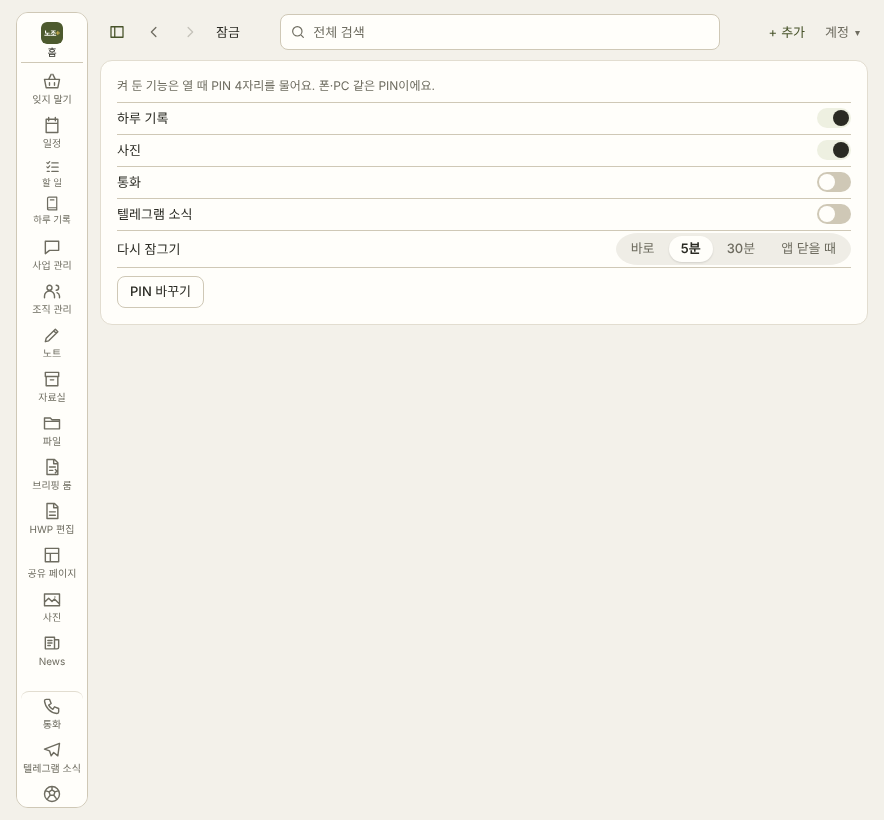 노조+
홈
잊지 말기
일정
할 일
하루 기록
사업 관리
조직 관리
노트
자료실
파일
브리핑 룸
HWP 편집
공유 페이지
사진
News
통화
텔레그램 소식
잠금
전체 검색
+ 추가
계정 ▾
켜 둔 기능은 열 때 PIN 4자리를 물어요. 폰·PC 같은 PIN이에요.
하루 기록
사진
통화
텔레그램 소식
다시 잠그기
바로 5분 30분 앱 닫을 때
PIN 바꾸기